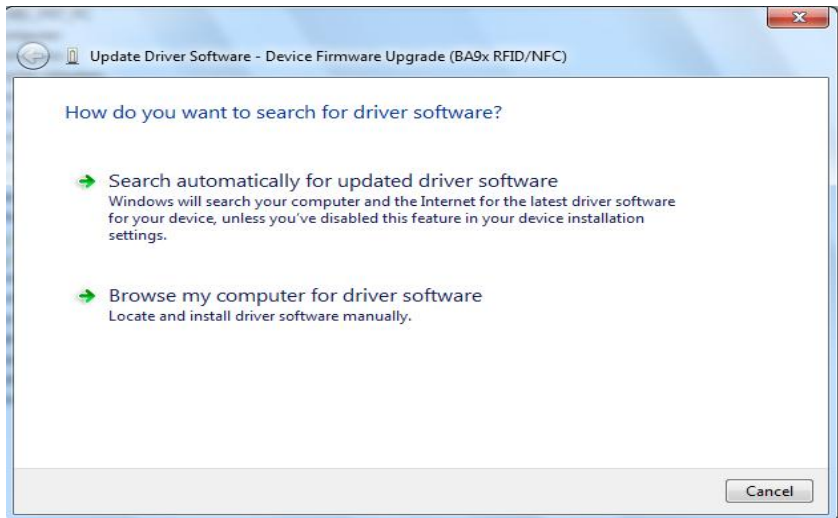 Update Driver Software - Device Firmware Upgrade (BA9x RFID/NFC)
How do you want to search for driver software?
Search automatically for updated driver software
Windows will search your computer and the Internet for the latest driver software
for your device, unless you've disabled this feature in your device installation
settings.
Browse my computer for driver software
Locate and install driver software manually.
Cancel